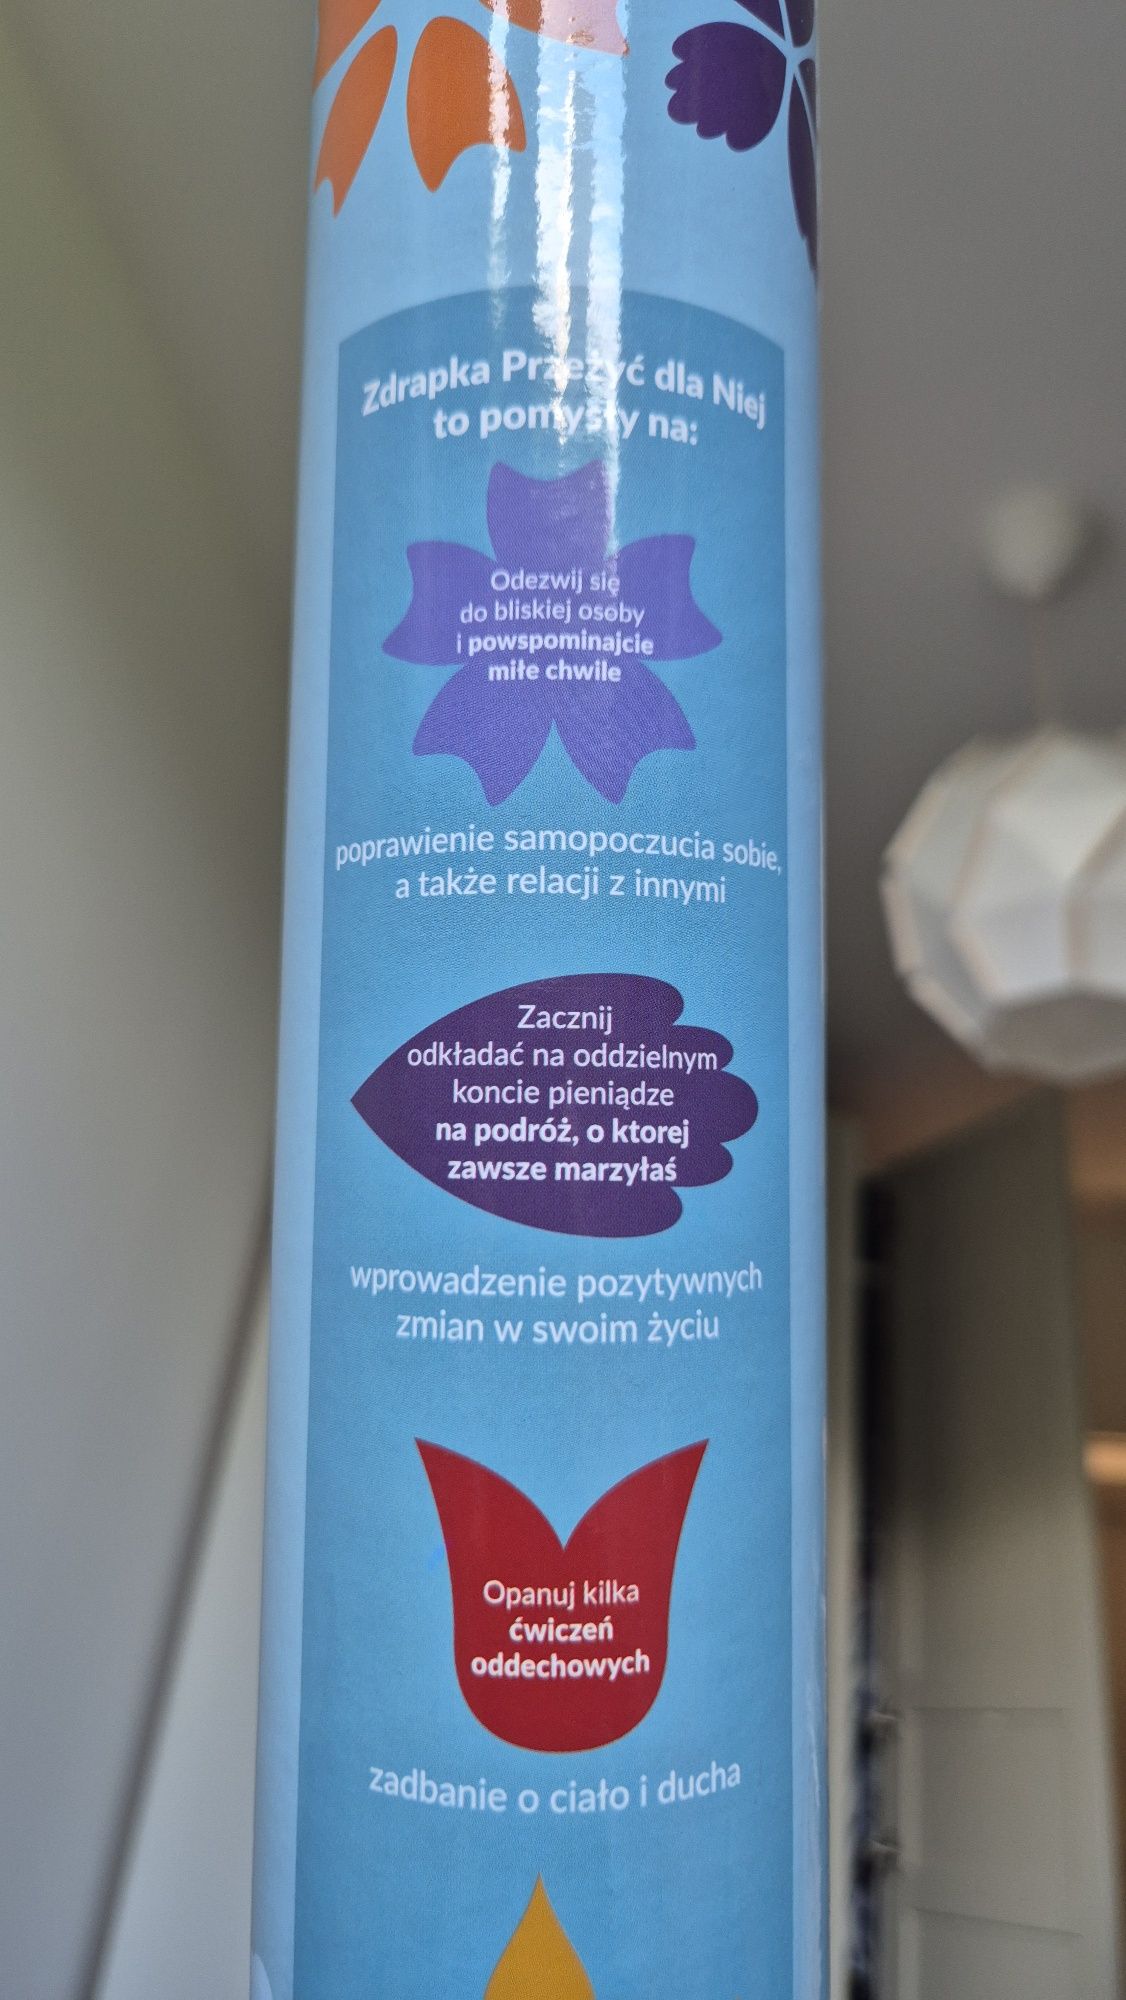 Zdrapka Przeżyć dla Niej
to pomysły na:
Odezwij się
do bliskiej osoby
i powspominajcie
miłe chwile
poprawienie samopoczucia sobie,
a także relacji z innymi
Zacznij
odkładać na oddzielnym
koncie pieniądze
na podróż, o ktorej
zawsze marzyłaś
wprowadzenie pozytywnych
zmian w swoim życiu
Opanuj kilka
ćwiczeń
oddechowych
zadbanie o ciało i ducha